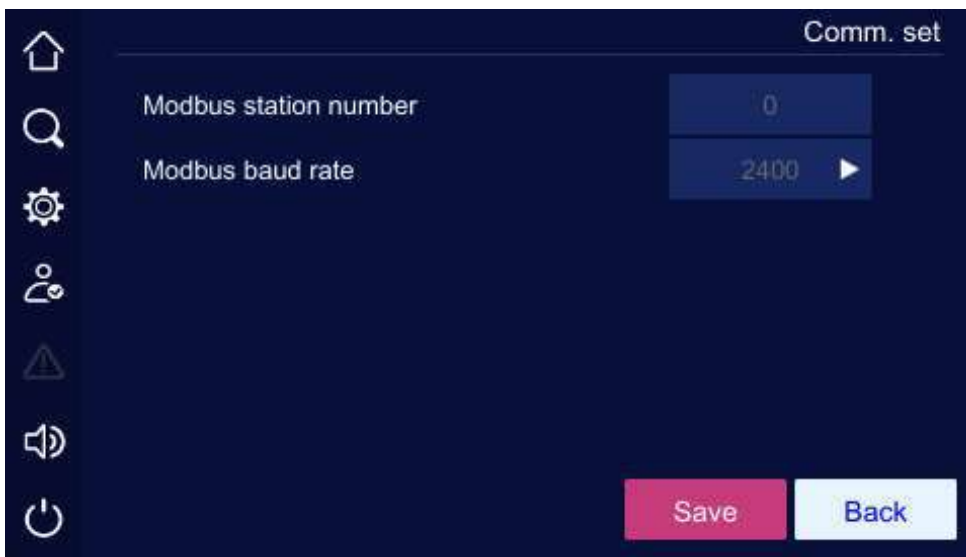 Comm. set
Modbus station number 0
Modbus baud rate 2400
Save Back